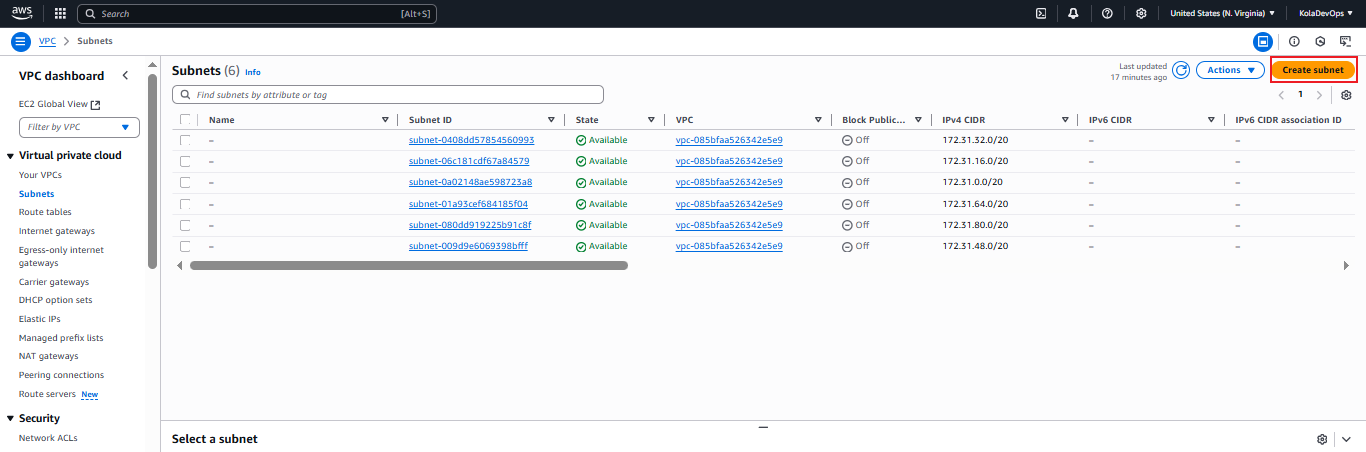 aws Search [Alt+S] United States (N. Virginia) KolaDevOps
VPC > Subnets
VPC dashboard
EC2 Global View
Filter by VPC
Virtual private cloud
Your VPCs
Subnets
Route tables
Internet gateways
Egress-only internet
gateways
Carrier gateways
DHCP option sets
Elastic IPs
Managed prefix lists
NAT gateways
Peering connections
Route servers New
Security
Network ACLs
Subnets (6) Info
Last updated
17 minutes ago
Actions
Create subnet
Find subnets by attribute or tag
1
Name Subnet ID State VPC Block Public... IPv4 CIDR IPv6 CIDR IPv6 CIDR association ID
– subnet-0408dd57854560993 Available vpc-085bfaa526342e5e9 Off 172.31.32.0/20 – –
– subnet-06c181cdf67a84579 Available vpc-085bfaa526342e5e9 Off 172.31.16.0/20 – –
– subnet-0a02148ae598723a8 Available vpc-085bfaa526342e5e9 Off 172.31.0.0/20 – –
– subnet-01a93cef684185f04 Available vpc-085bfaa526342e5e9 Off 172.31.64.0/20 – –
– subnet-080dd919225b91c8f Available vpc-085bfaa526342e5e9 Off 172.31.80.0/20 – –
– subnet-009d9e6069398bfff Available vpc-085bfaa526342e5e9 Off 172.31.48.0/20 – –
Select a subnet